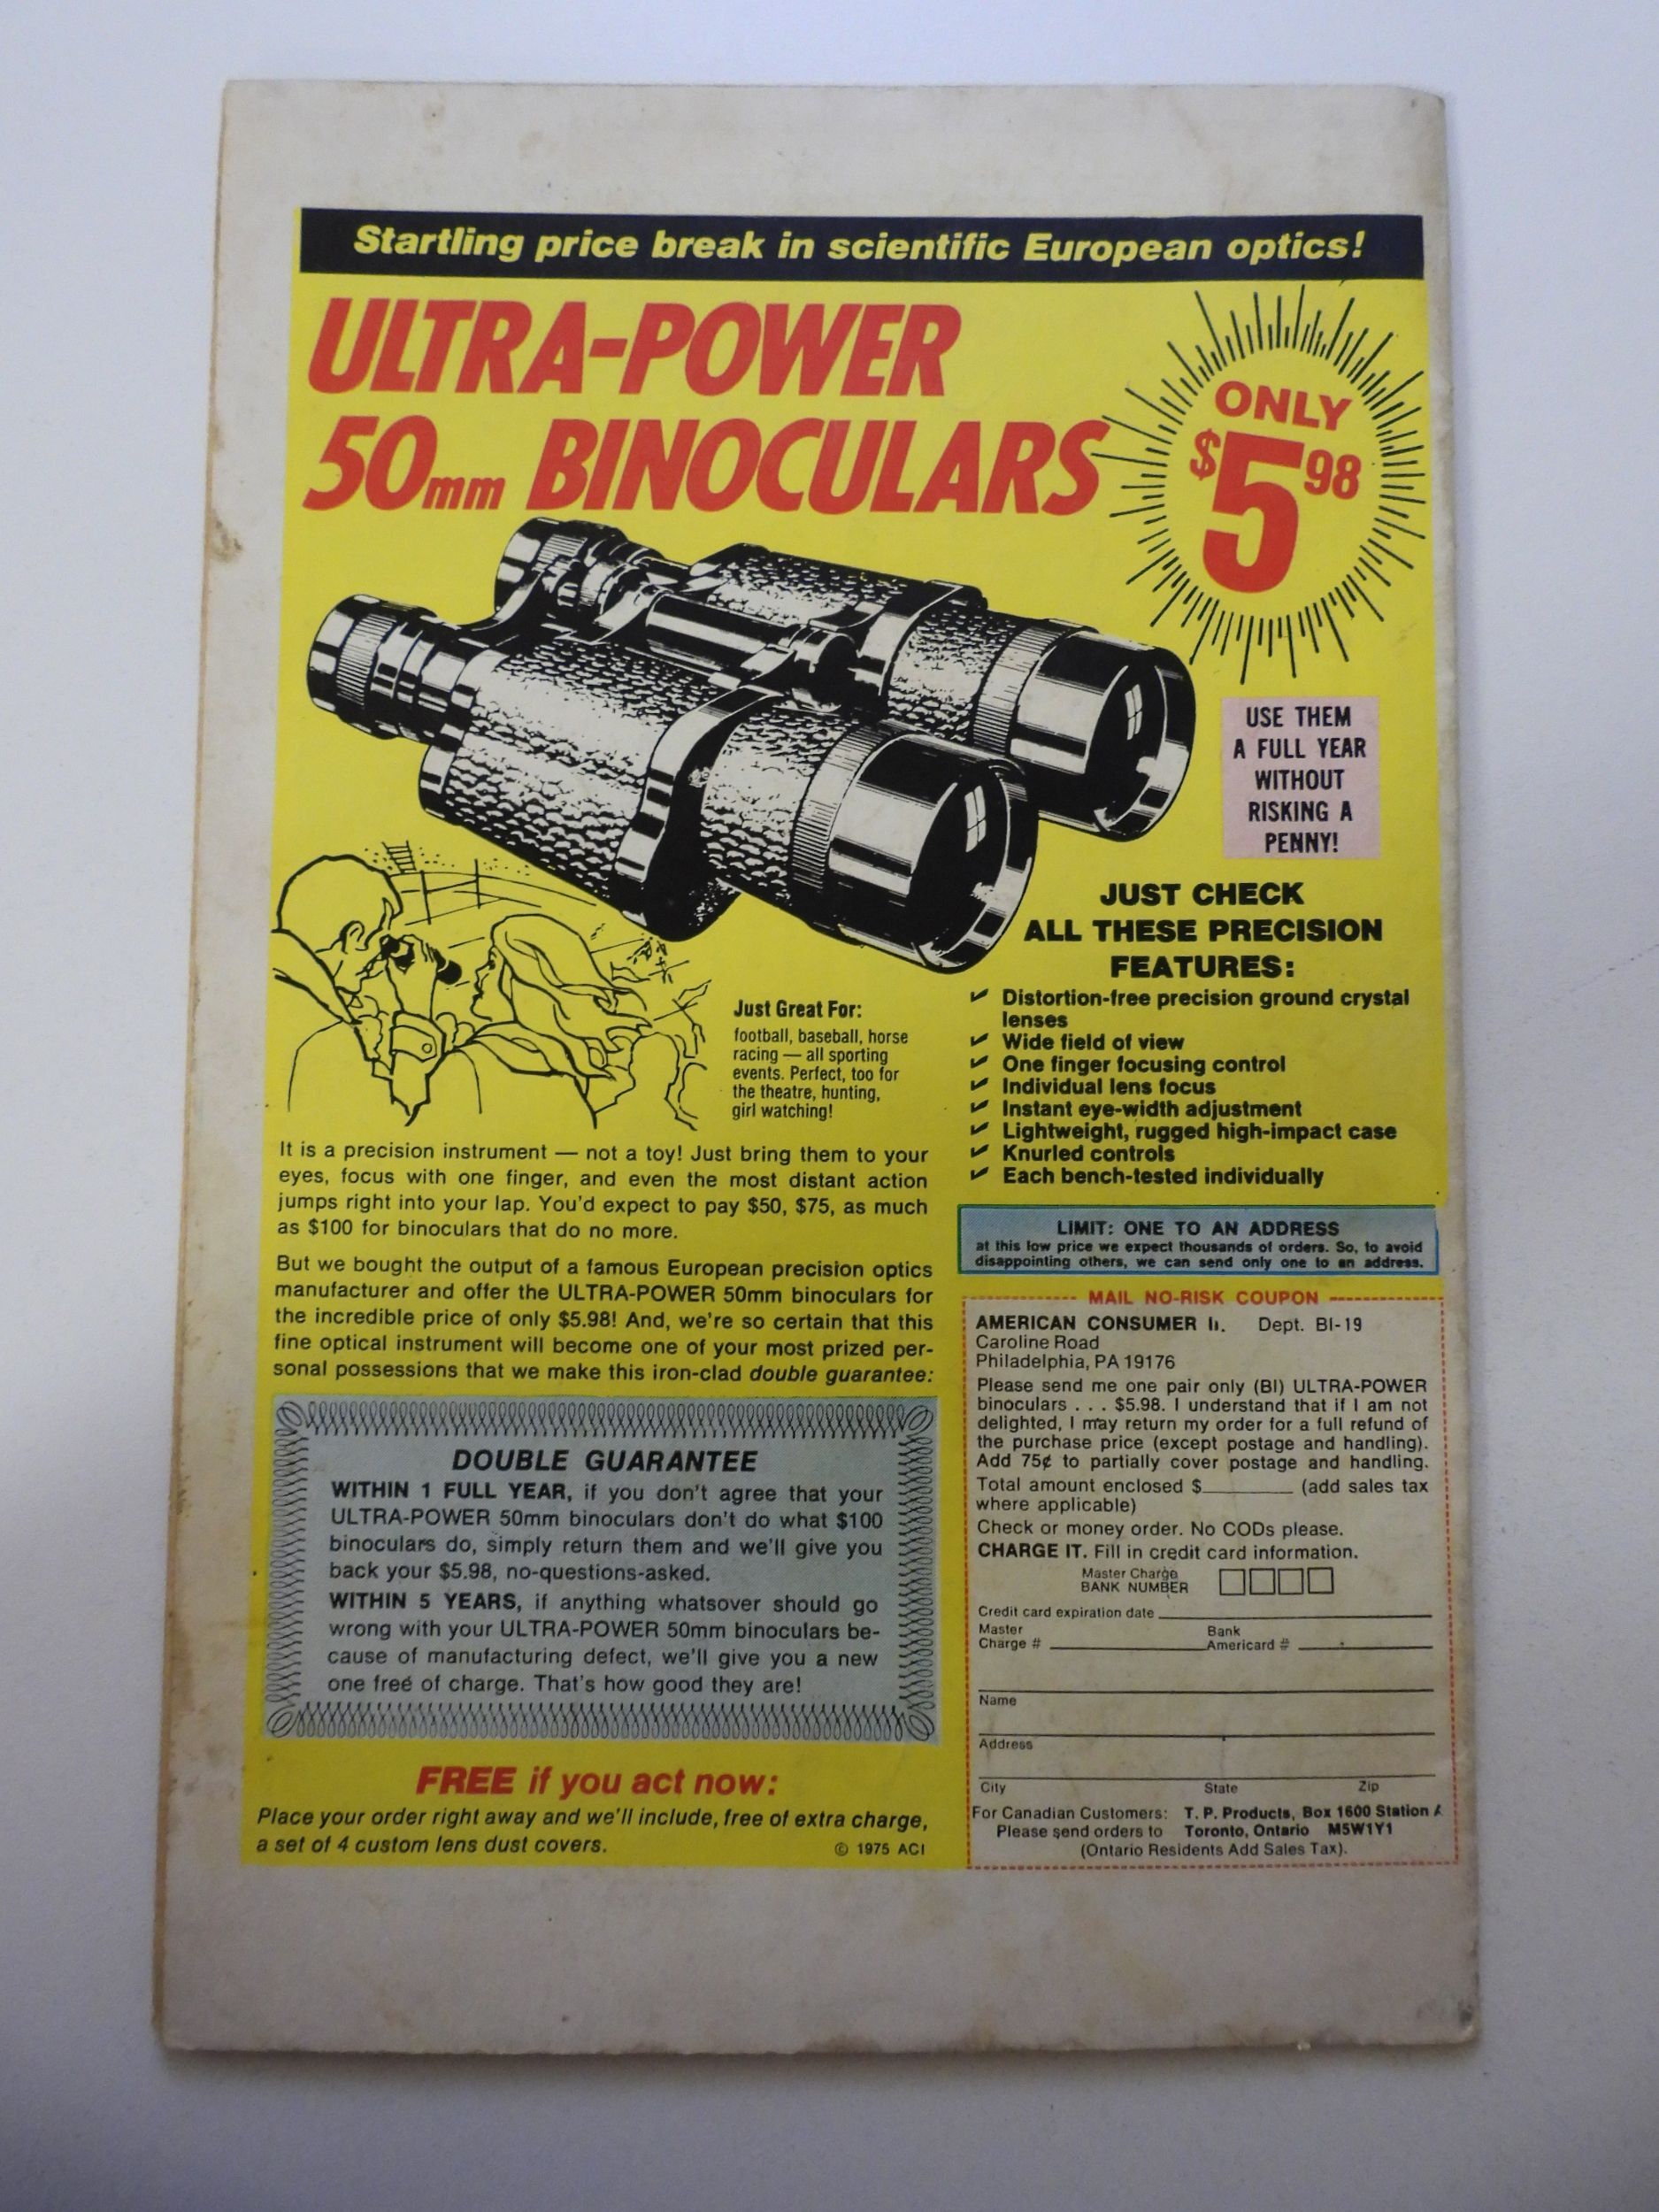 Startling price break in scientific European optics!
ULTRA-POWER
50mm BINOCULARS
ONLY
$5 98
USE THEM
A FULL YEAR
WITHOUT
RISKING A
PENNY!
JUST CHECK
ALL THESE PRECISION
FEATURES:
✔ Distortion-free precision ground crystal
lenses
✔ Wide field of view
✔ One finger focusing control
✔ Individual lens focus
✔ Instant eye-width adjustment
✔ Lightweight, rugged high-impact case
✔ Knurled controls
✔ Each bench-tested individually
Just Great For:
football, baseball, horse
racing — all sporting
events. Perfect, too for
the theatre, hunting,
girl watching!
It is a precision instrument — not a toy! Just bring them to your
eyes, focus with one finger, and even the most distant action
jumps right into your lap. You'd expect to pay $50, $75, as much
as $100 for binoculars that do no more.
But we bought the output of a famous European precision optics
manufacturer and offer the ULTRA-POWER 50mm binoculars for
the incredible price of only $5.98! And, we're so certain that this
fine optical instrument will become one of your most prized per-
sonal possessions that we make this iron-clad double guarantee:
DOUBLE GUARANTEE
WITHIN 1 FULL YEAR, if you don't agree that your
ULTRA-POWER 50mm binoculars don't do what $100
binoculars do, simply return them and we'll give you
back your $5.98, no-questions-asked.
WITHIN 5 YEARS, if anything whatsover should go
wrong with your ULTRA-POWER 50mm binoculars be-
cause of manufacturing defect, we'll give you a new
one free of charge. That's how good they are!
FREE if you act now:
Place your order right away and we'll include, free of extra charge,
a set of 4 custom lens dust covers.
© 1975 ACI
LIMIT: ONE TO AN ADDRESS
at this low price we expect thousands of orders. So, to avoid
disappointing others, we can send only one to an address.
MAIL NO-RISK COUPON
AMERICAN CONSUMER Dept. BI-19
Caroline Road
Philadelphia, PA 19176
Please send me one pair only (BI) ULTRA-POWER
binoculars . . . $5.98. I understand that if I am not
delighted, I may return my order for a full refund of
the purchase price (except postage and handling).
Add 75¢ to partially cover postage and handling.
Total amount enclosed $________ (add sales tax
where applicable)
Check or money order. No CODs please.
CHARGE IT. Fill in credit card information.
Master Charge
BANK NUMBER
Credit card expiration date
Master Bank
Charge # Americard #
Name
Address
City State Zip
For Canadian Customers: T. P. Products, Box 1600 Station A
Please send orders to Toronto, Ontario M5W1Y1
(Ontario Residents Add Sales Tax).